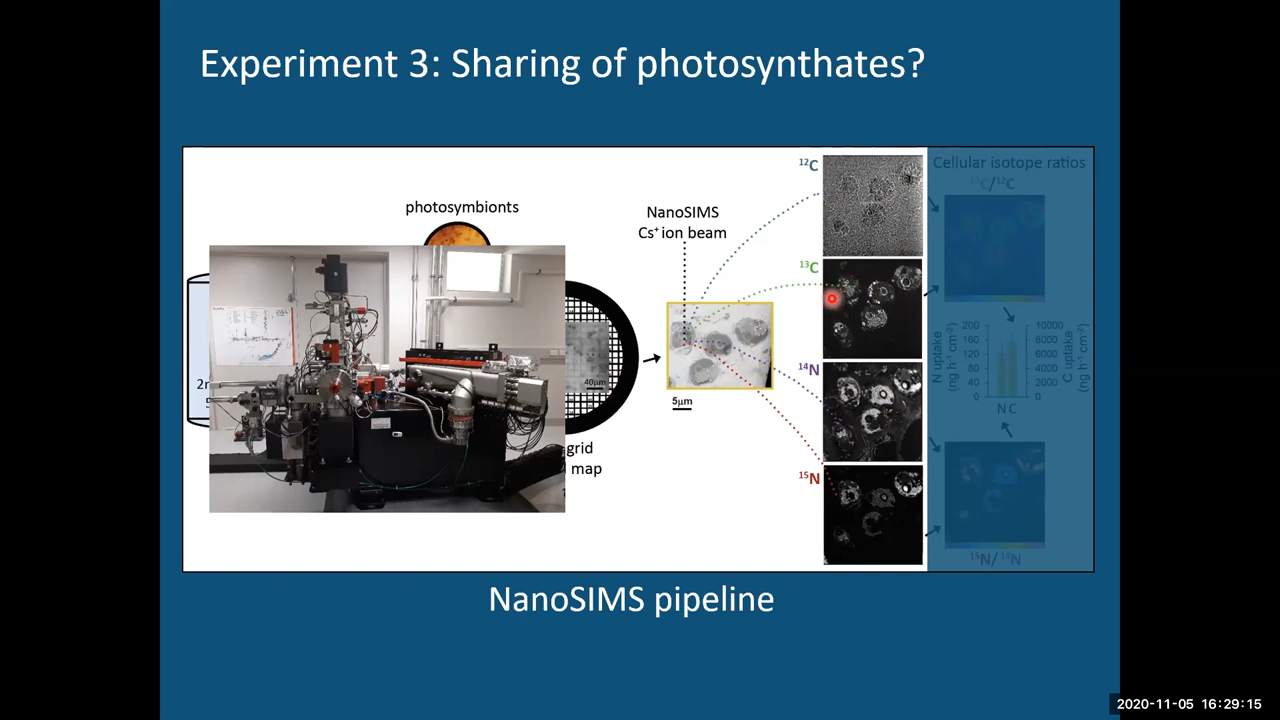 Experiment 3: Sharing of photosynthates?
photosymbionts
NanoSIMS
Cs⁺ ion beam
¹²C
¹³C
¹⁴N
¹⁵N
Cellular isotope ratios
¹³C/¹²C
40μm
5μm
grid
map
N uptake
(ng h⁻¹ cm⁻²)
200
160
120
80
40
0
10000
8000
6000
4000
2000
0
C uptake
(ng h⁻¹ cm⁻²)
N C
¹⁵N/¹⁴N
NanoSIMS pipeline
2020-11-05 16:29:15